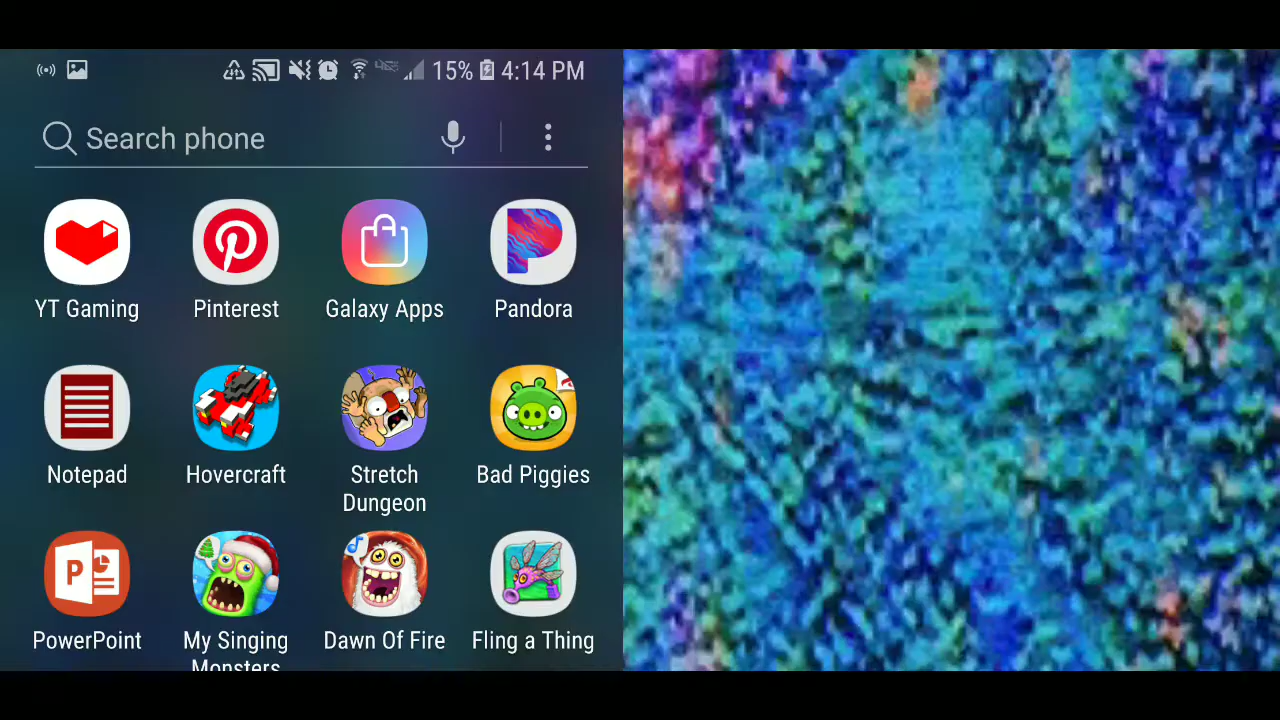 15% 4:14 PM
Search phone
YT Gaming Pinterest Galaxy Apps Pandora
Notepad Hovercraft Stretch Dungeon Bad Piggies
PowerPoint My Singing Monsters Dawn Of Fire Fling a Thing